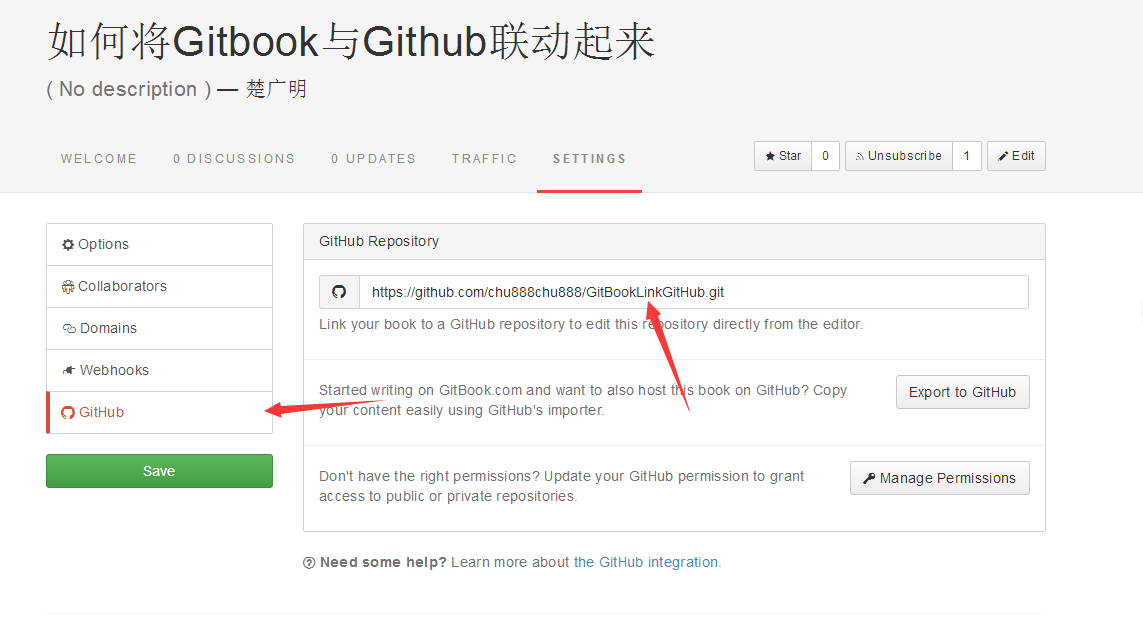 如何将Gitbook与Github联动起来
( No description ) — 楚广明
WELCOME 0 DISCUSSIONS 0 UPDATES TRAFFIC SETTINGS Star 0 Unsubscribe 1 Edit
Options
Collaborators
Domains
Webhooks
GitHub
Save
GitHub Repository
https://github.com/chu888chu888/GitBookLinkGitHub.git
Link your book to a GitHub repository to edit this repository directly from the editor.
Started writing on GitBook.com and want to also host this book on GitHub? Copy
your content easily using GitHub's importer.
Export to GitHub
Don't have the right permissions? Update your GitHub permission to grant
access to public or private repositories.
Manage Permissions
Need some help? Learn more about the GitHub integration.